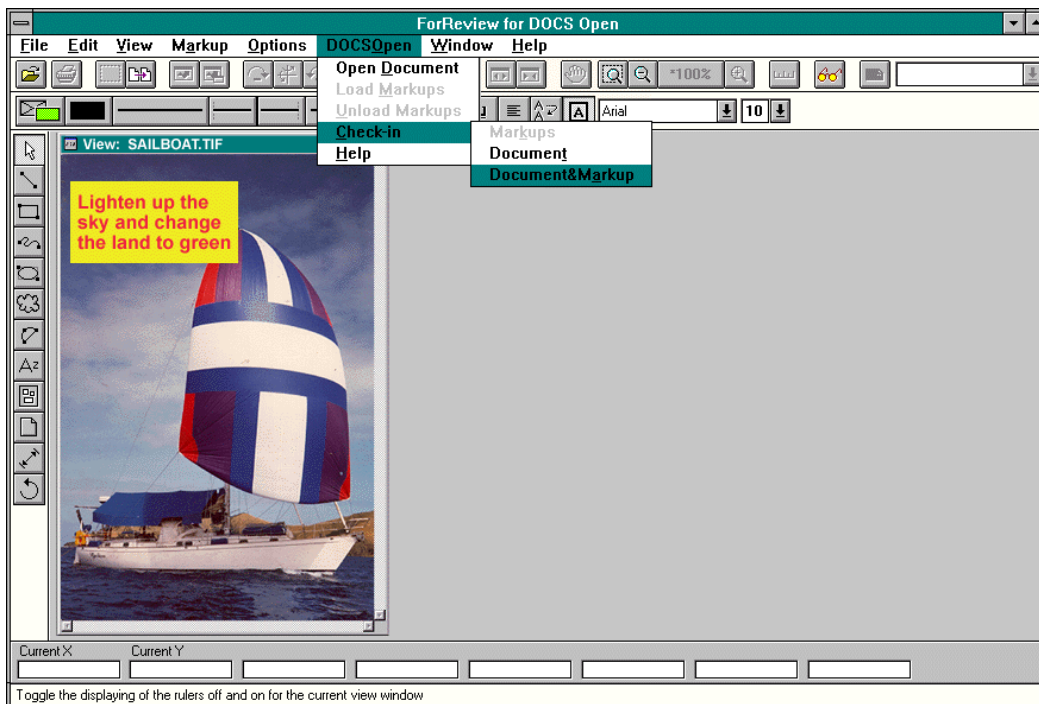 ForReview for DOCS Open
File Edit View Markup Options DOCSOpen Window Help
Open Document
Load Markups
Unload Markups
Check-in
Help
Markups
Document
Document&Markup
*100%
Arial
10
View: SAILBOAT.TIF
Lighten up the
sky and change
the land to green
Az
Current X
Current Y
Toggle the displaying of the rulers off and on for the current view window